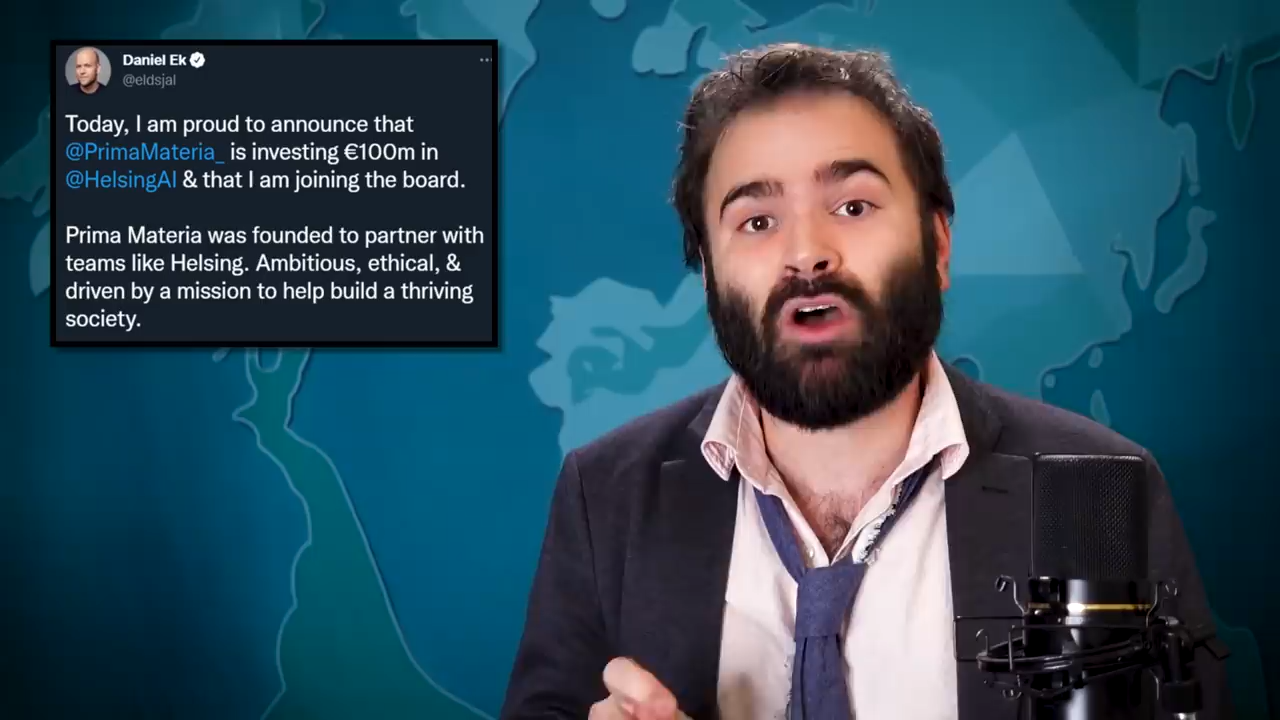 Daniel Ek
@eldsjal
Today, I am proud to announce that
@PrimaMateria_ is investing €100m in
@HelsingAI & that I am joining the board.
Prima Materia was founded to partner with
teams like Helsing. Ambitious, ethical, &
driven by a mission to help build a thriving
society.